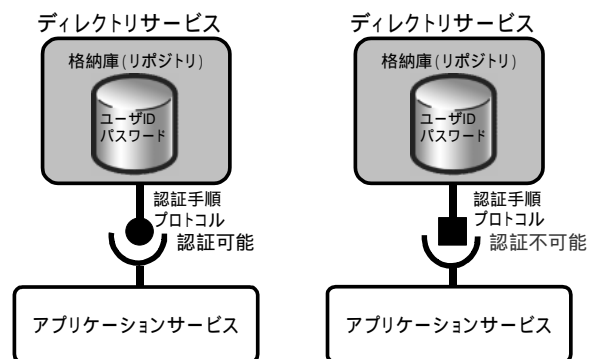 ディレクトリサービス
格納庫(リポジトリ)
ユーザID
パスワード
認証手順
プロトコル
認証可能
アプリケーションサービス
ディレクトリサービス
格納庫(リポジトリ)
ユーザID
パスワード
認証手順
プロトコル
認証不可能
アプリケーションサービス